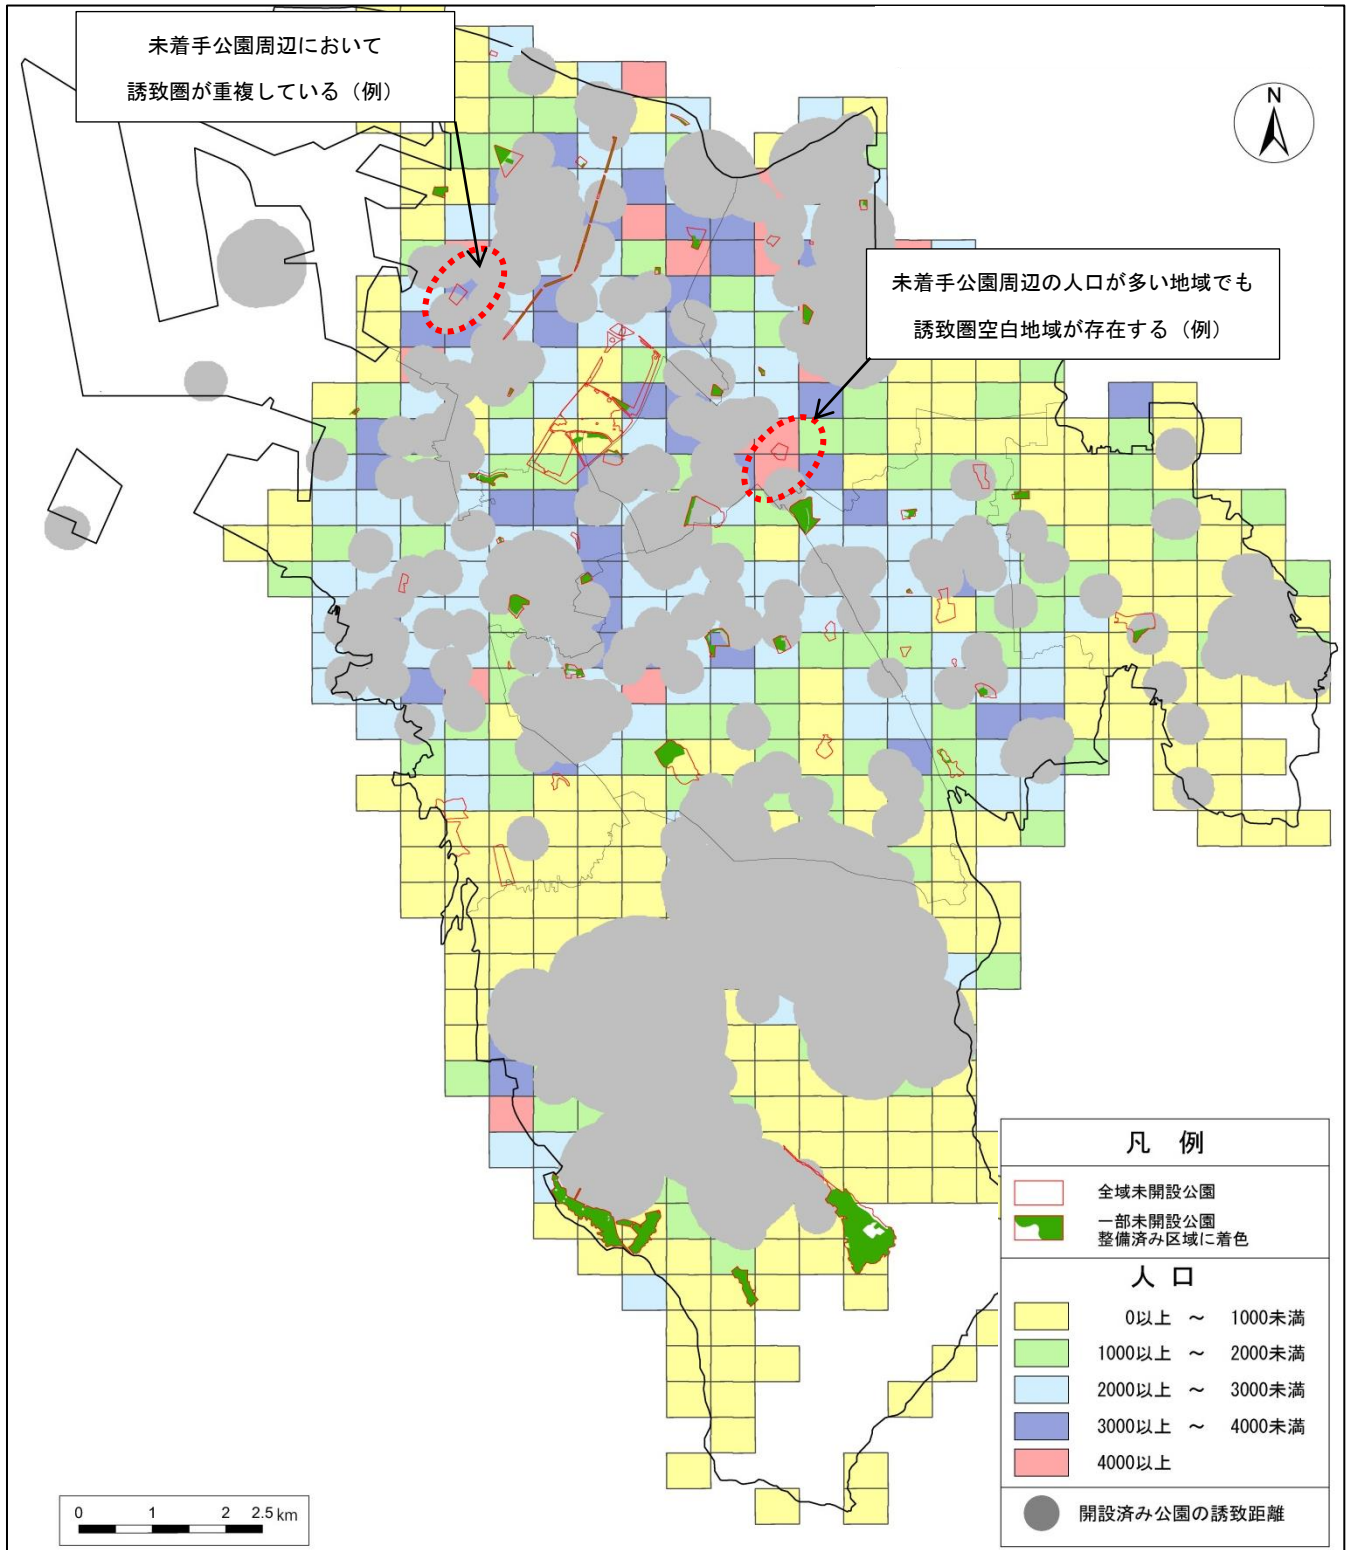 未着手公園周辺において
誘致圏が重複している（例）
N
未着手公園周辺の人口が多い地域でも
誘致圏空白地域が存在する（例）
凡 例
全域未開設公園
一部未開設公園
整備済み区域に着色
人 口
0以上 ～ 1000未満
1000以上 ～ 2000未満
2000以上 ～ 3000未満
3000以上 ～ 4000未満
4000以上
開設済み公園の誘致距離
0 1 2 2.5 km